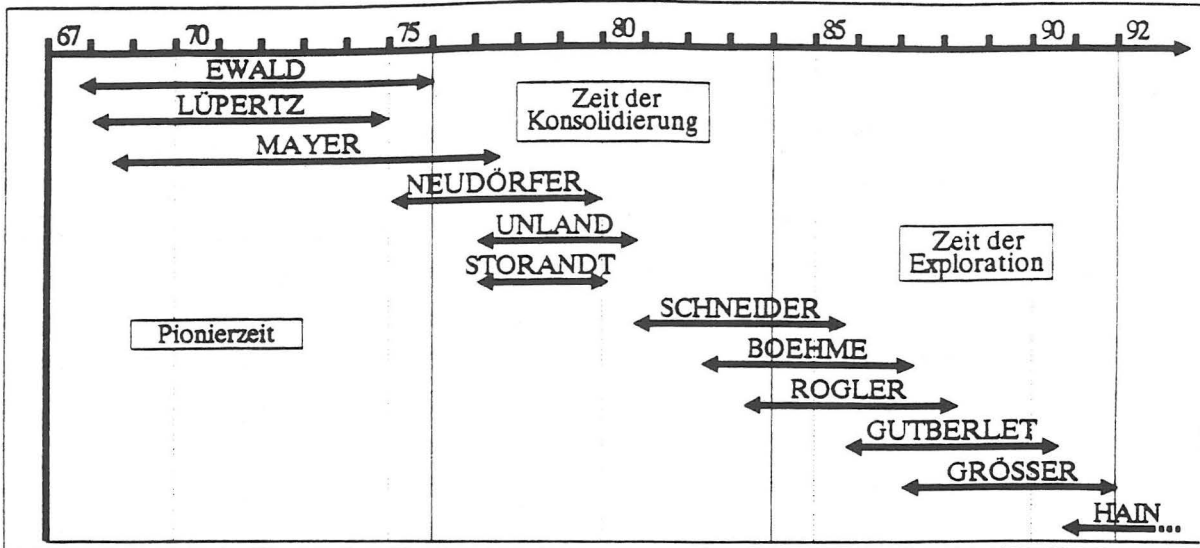 67 70 75 80 85 90 92
EWALD
Zeit der
Konsolidierung
LÜPERTZ
MAYER
NEUDÖRFER
UNLAND
Zeit der
Exploration
STORANDT
SCHNEIDER
Pionierzeit
BOEHME
ROGLER
GUTBERLET
GRÖSSER
HAIN...